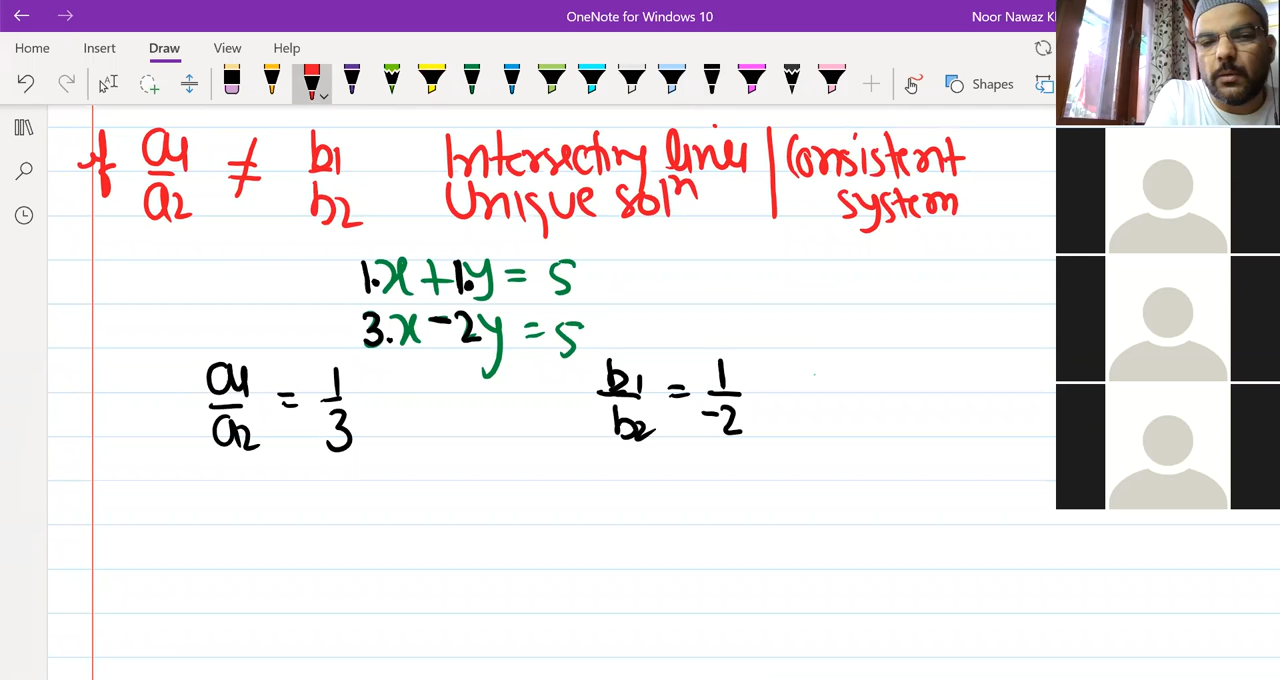 OneNote for Windows 10
Noor Nawaz Kh
Home Insert Draw View Help
Shapes
if a1/a2 ≠ b1/b2 Intersecting lines | Consistent
Unique solⁿ system
1.x + 1.y = 5
3.x - 2y = 5
a1/a2 = 1/3 b1/b2 = 1/-2